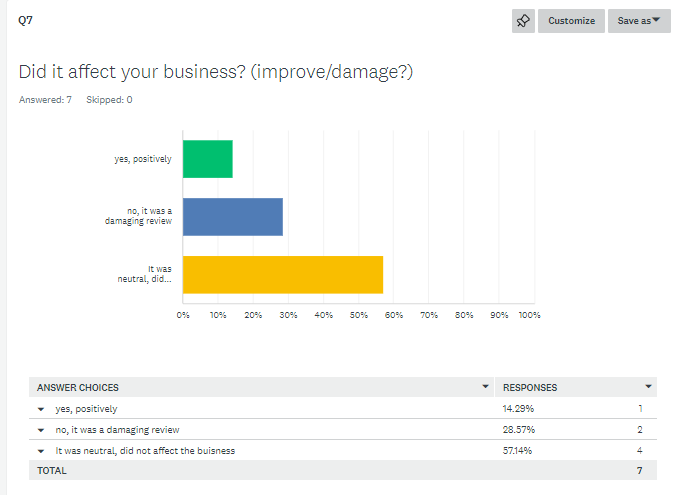 Q7
Customize
Save as
Did it affect your business? (improve/damage?)
Answered: 7 Skipped: 0
yes, positively
no, it was a
damaging review
It was
neutral, did...
0% 10% 20% 30% 40% 50% 60% 70% 80% 90% 100%
ANSWER CHOICES RESPONSES
yes, positively 14.29% 1
no, it was a damaging review 28.57% 2
It was neutral, did not affect the buisness 57.14% 4
TOTAL 7